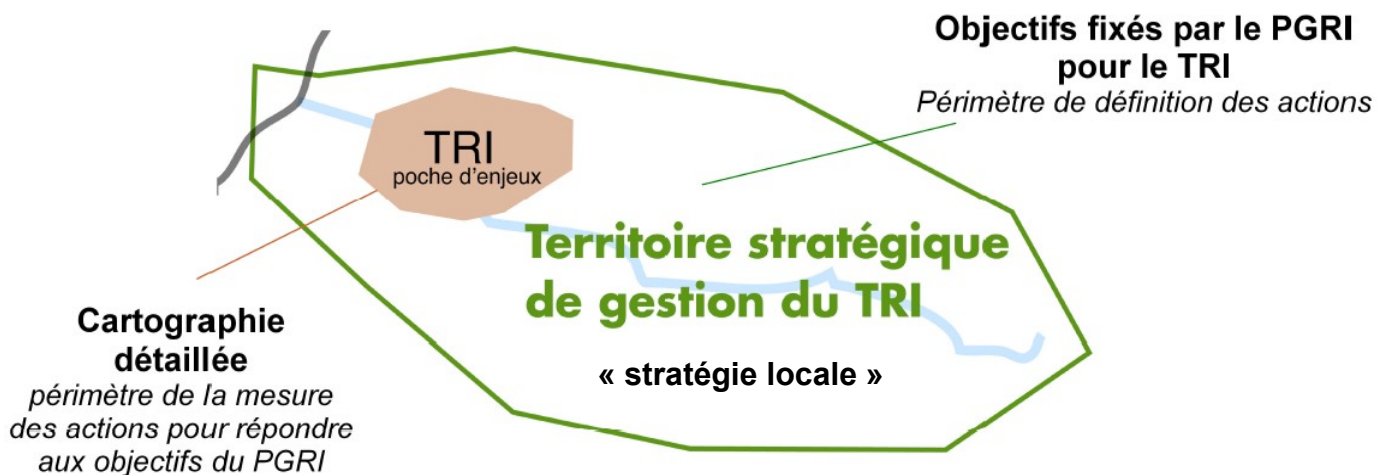 Objectifs fixés par le PGRI
pour le TRI
Périmètre de définition des actions
TRI
poche d'enjeux
Territoire stratégique
de gestion du TRI
« stratégie locale »
Cartographie
détaillée
périmètre de la mesure
des actions pour répondre
aux objectifs du PGRI